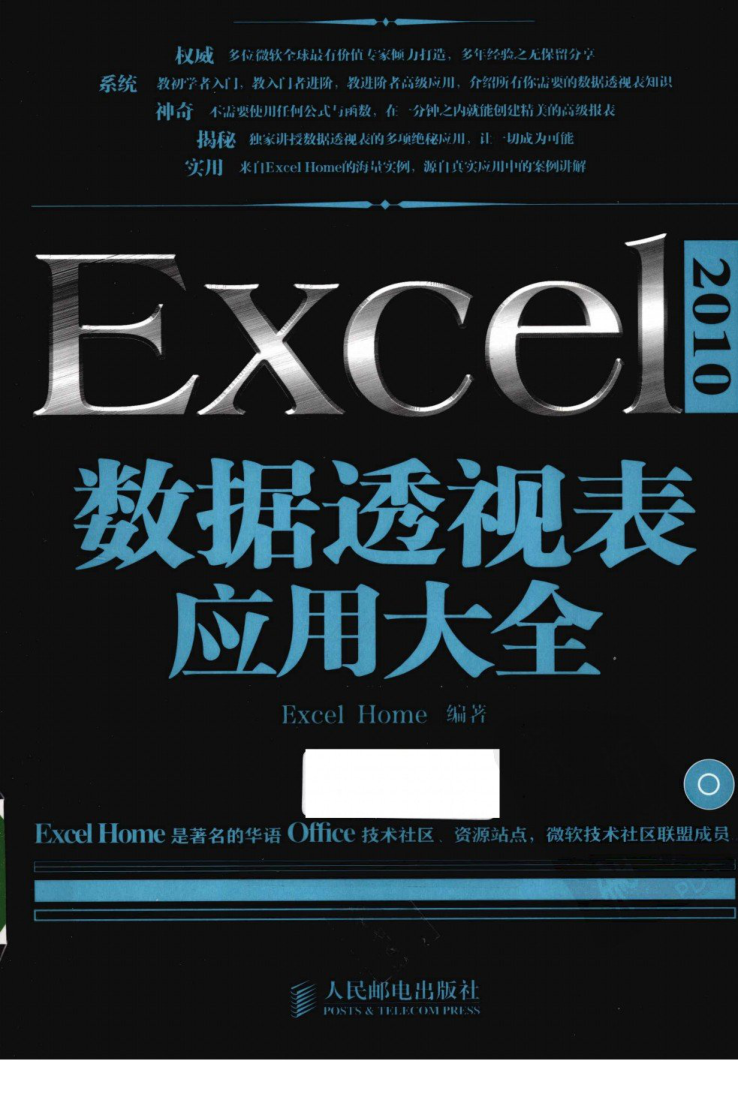 权威 多位微软全球最有价值专家倾力打造，多年经验之无保留分享
系统 教初学者入门，教入门者进阶，教进阶者高级应用，介绍所有你需要的数据透视表知识
神奇 不需要使用任何公式与函数，在一分钟之内就能创建精美的高级报表
揭秘 独家讲授数据透视表的多项绝秘应用，让一切成为可能
实用 来自Excel Home的海量实例，源自真实应用中的案例讲解
Excel 2010
数据透视表
应用大全
Excel Home 编著
Excel Home 是著名的华语 Office 技术社区、资源站点，微软技术社区联盟成员
人民邮电出版社
POSTS & TELECOM PRESS